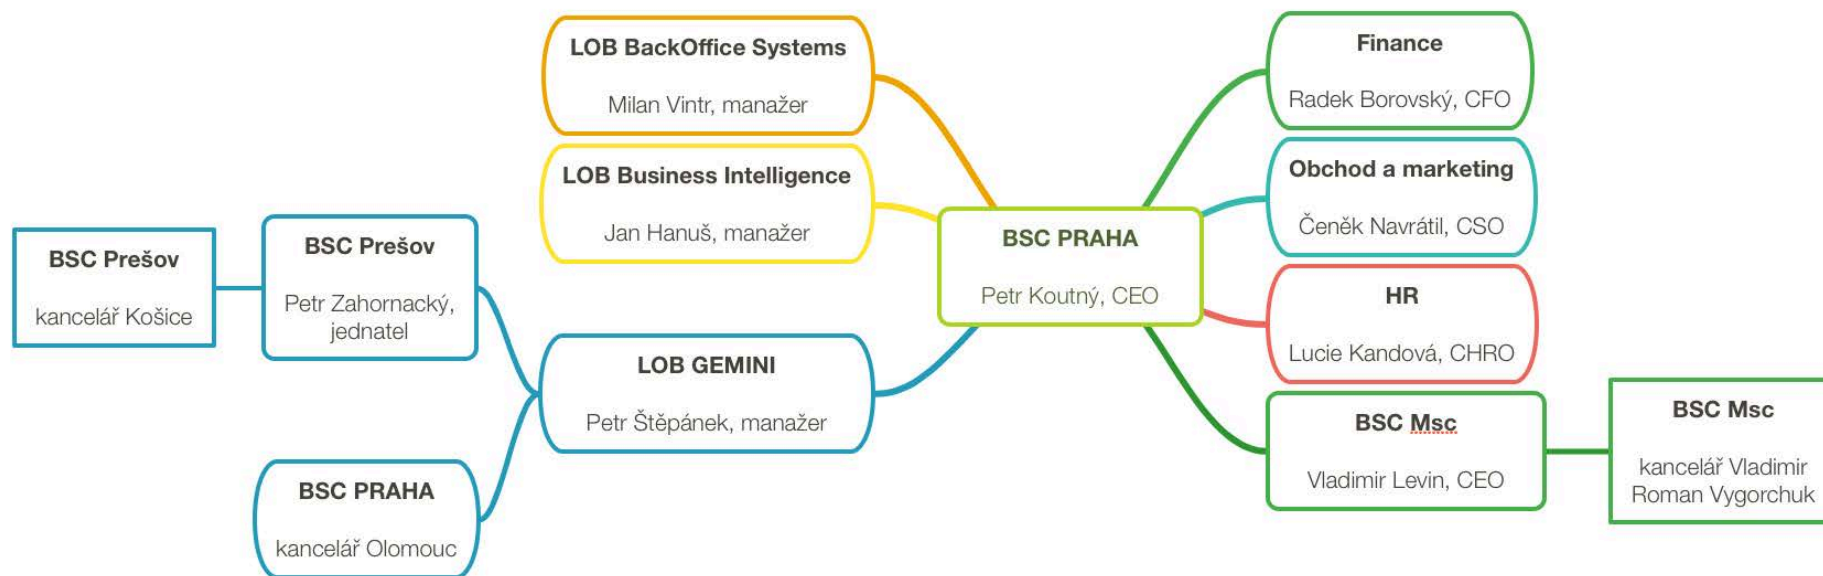 LOB BackOffice Systems
Milan Vintr, manažer
LOB Business Intelligence
Jan Hanuš, manažer
BSC Prešov
kancelář Košice
BSC Prešov
Petr Zahornacký,
jednatel
LOB GEMINI
Petr Štěpánek, manažer
BSC PRAHA
kancelář Olomouc
BSC PRAHA
Petr Koutný, CEO
Finance
Radek Borovský, CFO
Obchod a marketing
Čeněk Navrátil, CSO
HR
Lucie Kandová, CHRO
BSC Msc
Vladimir Levin, CEO
BSC Msc
kancelář Vladimir
Roman Vygorchuk